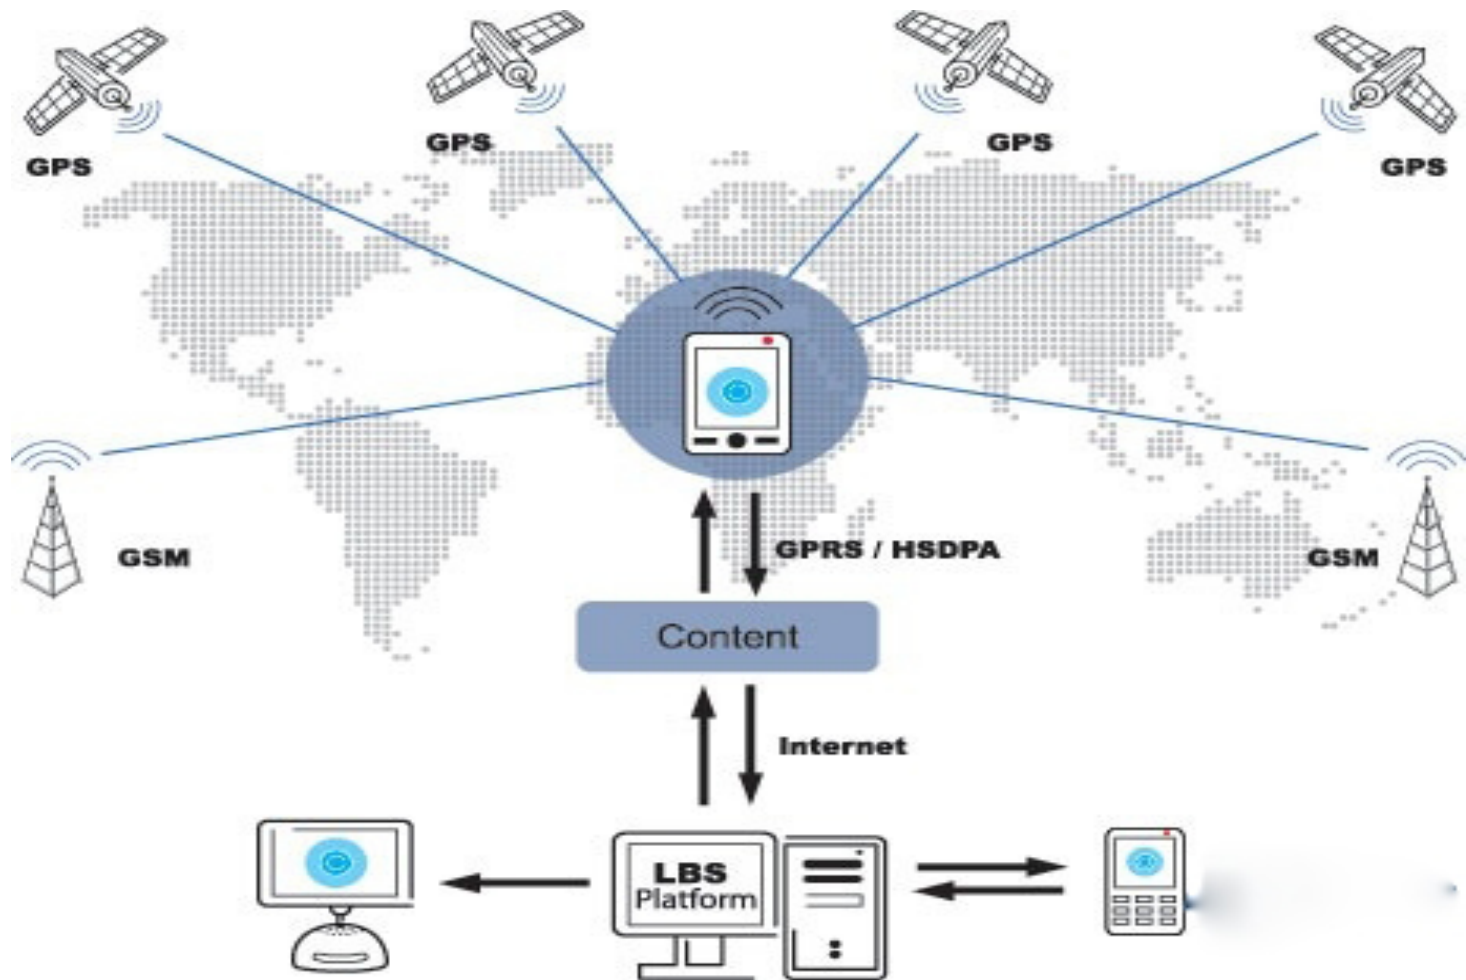 GPS
GPS
GPS
GPS
GSM
GPRS / HSDPA
GSM
Content
Internet
LBS
Platform